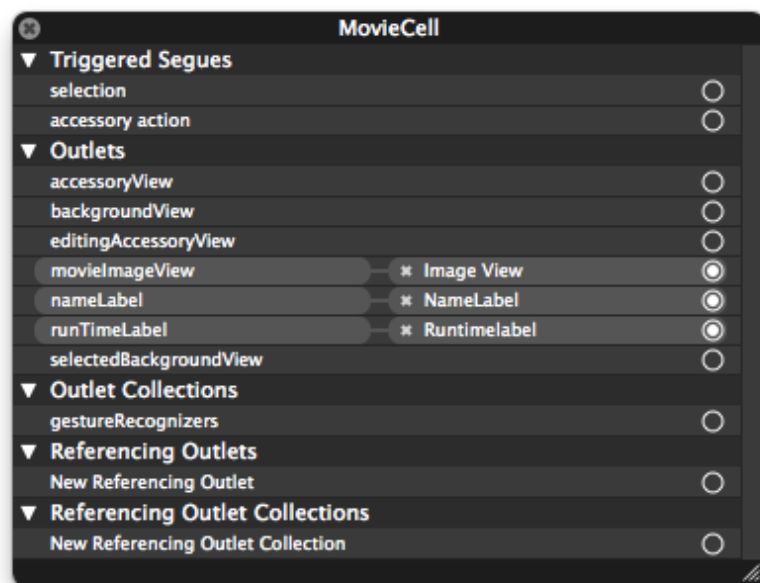 MovieCell
▼ Triggered Segues
selection
accessory action
▼ Outlets
accessoryView
backgroundView
editingAccessoryView
movieImageView Image View
nameLabel NameLabel
runTimeLabel Runtimelabel
selectedBackgroundView
▼ Outlet Collections
gestureRecognizers
▼ Referencing Outlets
New Referencing Outlet
▼ Referencing Outlet Collections
New Referencing Outlet Collection